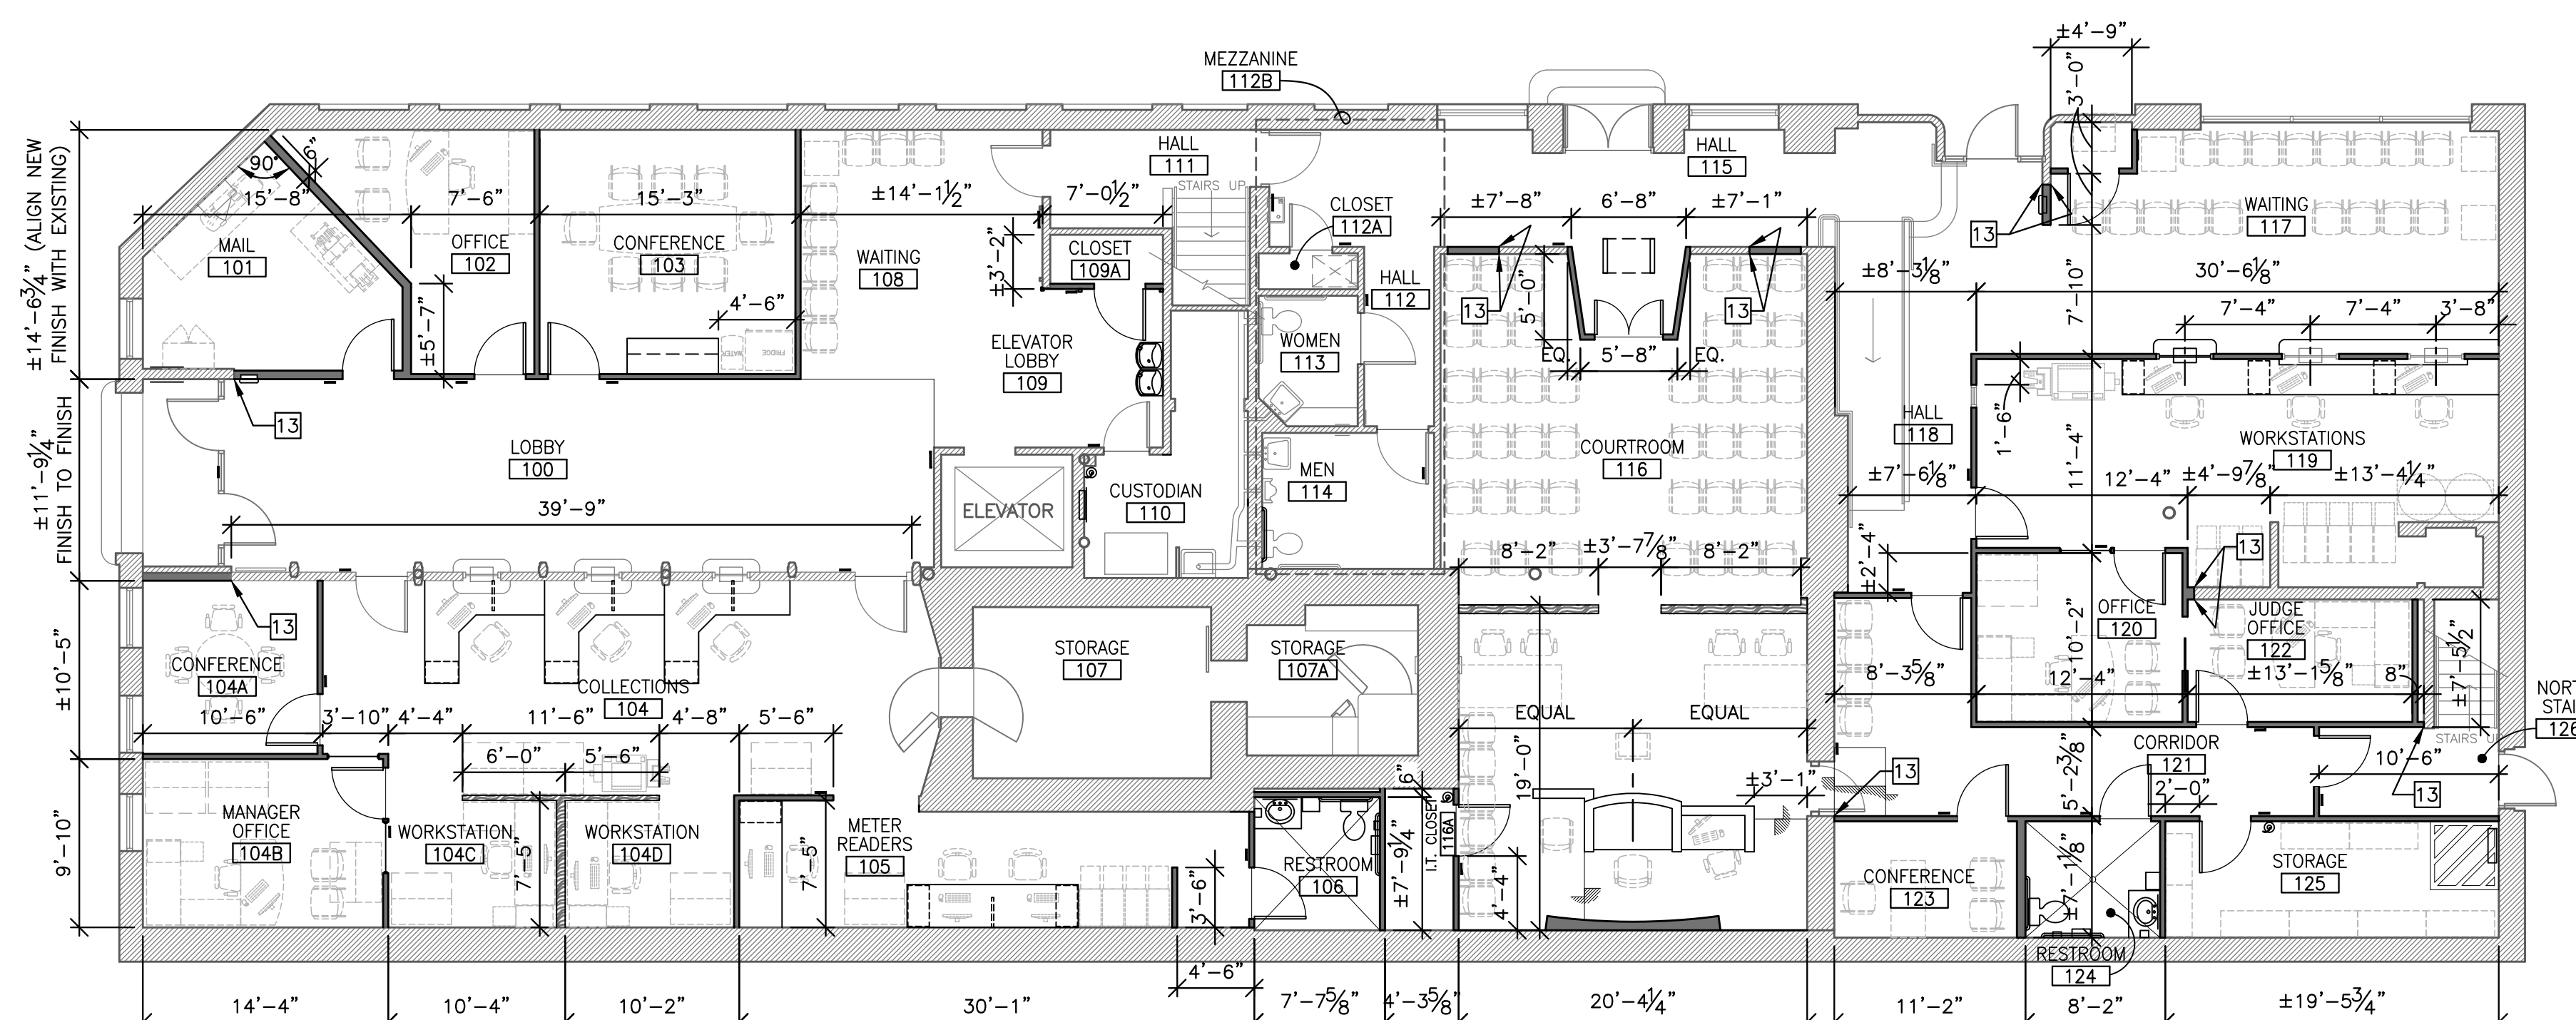 ±4'-9"
MEZZANINE
112B
3'-0"
±14'-6¾" (ALIGN NEW
FINISH WITH EXISTING)
90°
6"
15'-8"
7'-6"
15'-3"
±14'-1½"
7'-0½"
HALL
111
STAIRS UP
HALL
115
±7'-8"
6'-8"
±7'-1"
CLOSET
112A
WAITING
117
13
MAIL
101
OFFICE
102
CONFERENCE
103
WAITING
108
±3'-2"
CLOSET
109A
HALL
112
13
5'-0"
13
±8'-3⅛"
7'-10"
30'-6⅛"
±5'-7"
4'-6"
WATER
FRIDGE
ELEVATOR
LOBBY
109
WOMEN
113
EQ.
5'-8"
EQ.
7'-4"
7'-4"
3'-8"
±11'-9¼"
FINISH TO FINISH
13
LOBBY
100
39'-9"
ELEVATOR
CUSTODIAN
110
MEN
114
COURTROOM
116
HALL
118
1'-6"
11'-4"
WORKSTATIONS
119
±7'-6⅛"
12'-4"
±4'-9⅞"
±13'-4¼"
8'-2"
±3'-7⅞"
8'-2"
±2'-4"
13
±10'-5"
13
CONFERENCE
104A
COLLECTIONS
104
STORAGE
107
STORAGE
107A
OFFICE
120
10'-2"
JUDGE
OFFICE
122
±7'-5½"
8'-3⅝"
12'-4"
±13'-1⅝"
8"
10'-6"
3'-10"
4'-4"
11'-6"
4'-8"
5'-6"
6'-0"
5'-6"
EQUAL
EQUAL
19'-0"
±3'-1"
13
CORRIDOR
121
5'-2⅜"
2'-0"
10'-6"
13
STAIRS UP
126
9'-10"
MANAGER
OFFICE
104B
WORKSTATION
104C
7'-5"
WORKSTATION
104D
7'-5"
METER
READERS
105
3'-6"
RESTROOM
106
6"
±7'-9¼"
I.T. CLOSET
116A
4'-4"
CONFERENCE
123
±7'-1⅛"
STORAGE
125
RESTROOM
124
4'-6"
14'-4"
10'-4"
10'-2"
30'-1"
7'-7⅝"
4'-3⅝"
20'-4¼"
11'-2"
8'-2"
±19'-5¾"